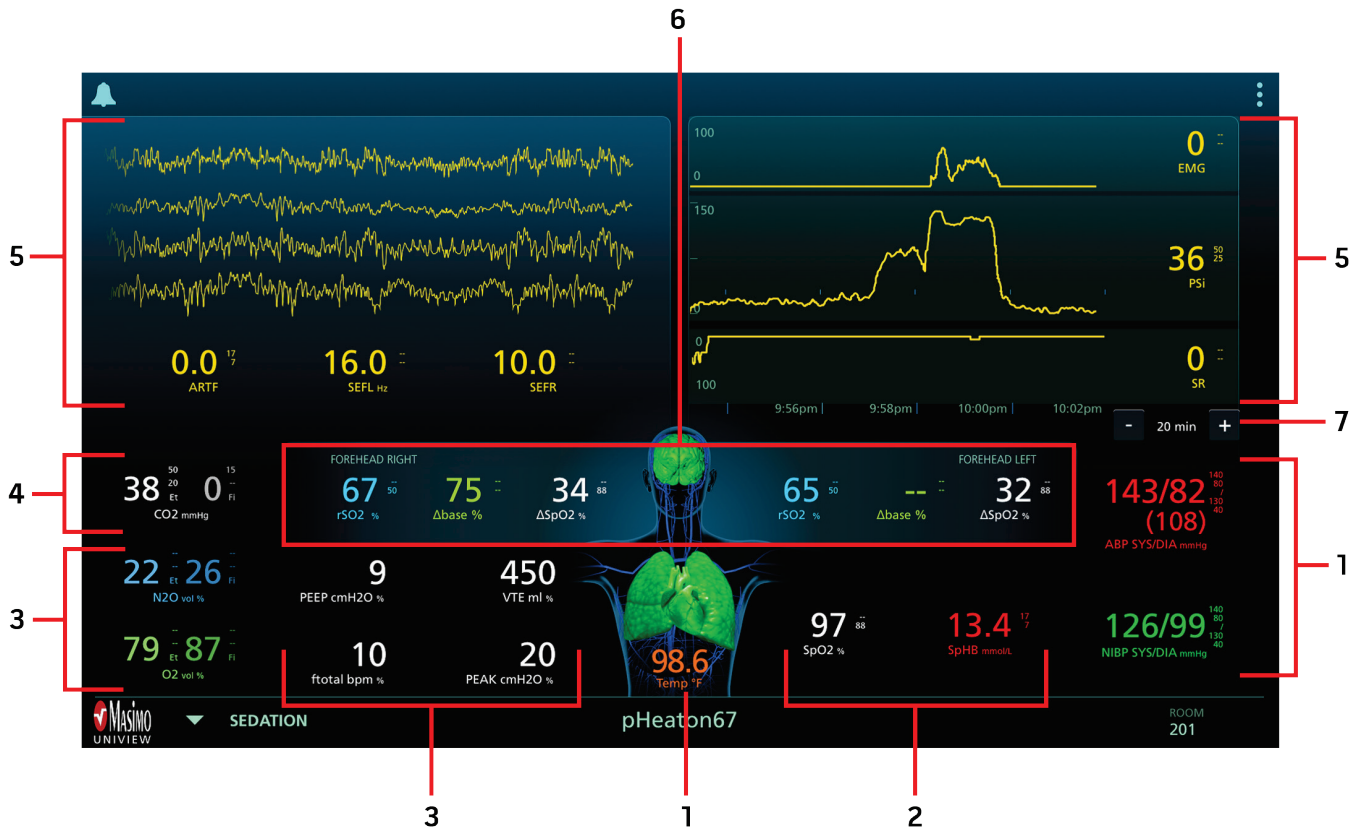 6
100
0
0 --
--
EMG
5
5
150
0
36 50
25
PSi
0.0 17
7
ARTF
16.0 --
--
SEFL Hz
10.0 --
--
SEFR
0
100
0 --
--
SR
9:56pm 9:58pm 10:00pm 10:02pm
- 20 min +
7
4
38 50
20
Et
0 15
--
Fi
CO2 mmHg
FOREHEAD RIGHT
67 -- 50
rSO2 %
75 --
--
Δbase %
34 -- 88
ΔSpO2 %
FOREHEAD LEFT
65 -- 50
rSO2 %
-- --
--
Δbase %
32 -- 88
ΔSpO2 %
143/82
(108)
140
80
/
130
40
ABP SYS/DIA mmHg
1
3
22 --
--
Et
26 --
--
Fi
N2O vol %
79 --
--
Et
87 --
--
Fi
O2 vol %
9
PEEP cmH2O %
450
VTE ml %
10
ftotal bpm %
20
PEAK cmH2O %
98.6
Temp °F
97 --
88
SpO2 %
13.4 17
7
SpHB mmol/L
126/99
140
80
/
130
40
NIBP SYS/DIA mmHg
Masimo
UNIVIEW
SEDATION
pHeaton67
ROOM
201
3
1
2